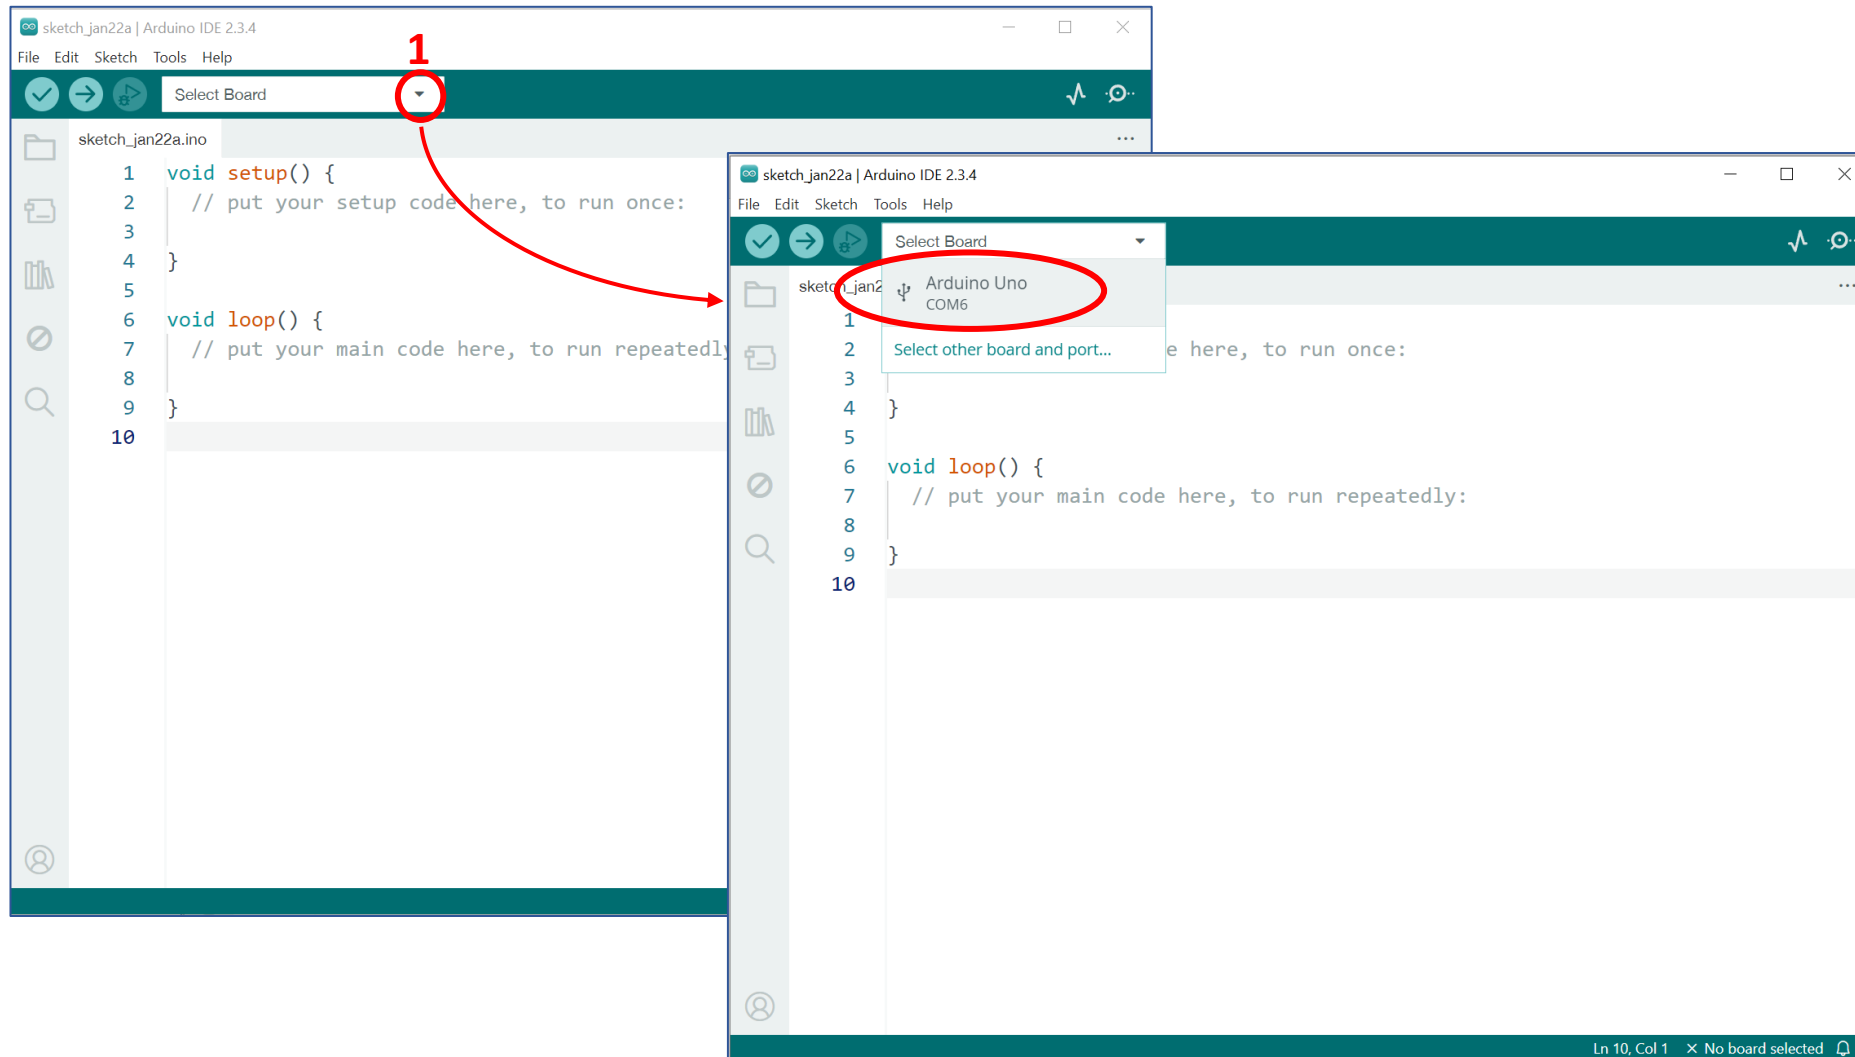 sketch_jan22a | Arduino IDE 2.3.4
File Edit Sketch Tools Help
1
Select Board
sketch_jan22a.ino
1 void setup() {
2 // put your setup code here, to run once:
3
4 }
5
6 void loop() {
7 // put your main code here, to run repeatedly
8
9 }
10
sketch_jan22a | Arduino IDE 2.3.4
File Edit Sketch Tools Help
Select Board
sketch_jan2
Arduino Uno
COM6
Select other board and port...
1
2 e here, to run once:
3
4 }
5
6 void loop() {
7 // put your main code here, to run repeatedly:
8
9 }
10
Ln 10, Col 1 × No board selected